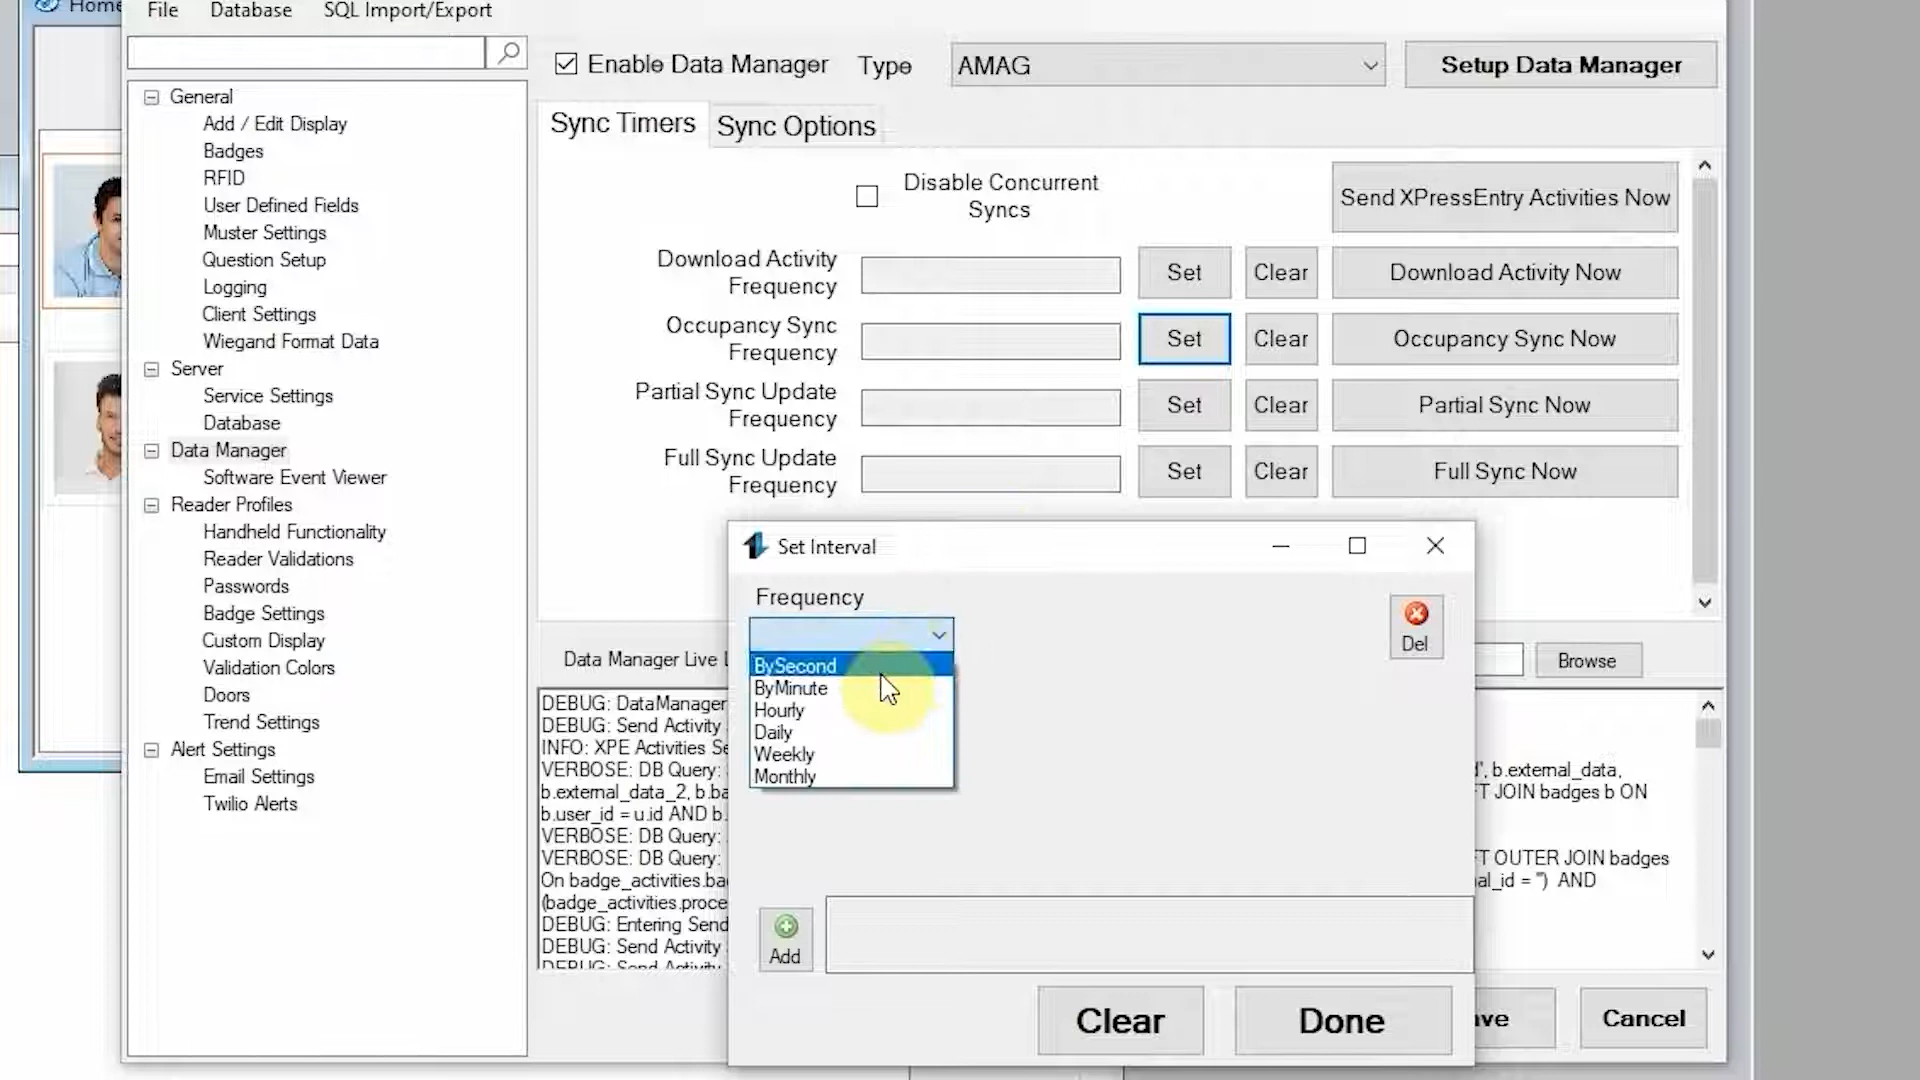 Home
File Database SQL Import/Export
Enable Data Manager Type AMAG Setup Data Manager
General
Add / Edit Display
Badges
RFID
User Defined Fields
Muster Settings
Question Setup
Logging
Client Settings
Wiegand Format Data
Server
Service Settings
Database
Data Manager
Software Event Viewer
Reader Profiles
Handheld Functionality
Reader Validations
Passwords
Badge Settings
Custom Display
Validation Colors
Doors
Trend Settings
Alert Settings
Email Settings
Twilio Alerts
Sync Timers Sync Options
Disable Concurrent
Syncs
Send XPressEntry Activities Now
Download Activity
Frequency
Set Clear Download Activity Now
Occupancy Sync
Frequency
Set Clear Occupancy Sync Now
Partial Sync Update
Frequency
Set Clear Partial Sync Now
Full Sync Update
Frequency
Set Clear Full Sync Now
Data Manager Live
Browse
DEBUG: DataManager
DEBUG: Send Activity
INFO: XPE Activities Se
VERBOSE: DB Query:
b.external_data_2, b.ba
b.user_id = u.id AND b.
VERBOSE: DB Query:
VERBOSE: DB Query:
On badge_activities.ba
(badge_activities.proce
DEBUG: Entering Send
DEBUG: Send Activity
DEBUG: Send Activity
d', b.external_data,
FT JOIN badges b ON
FT OUTER JOIN badges
al_id = '') AND
Set Interval
Frequency
BySecond
ByMinute
Hourly
Daily
Weekly
Monthly
Del
Add
Clear Done
ve Cancel